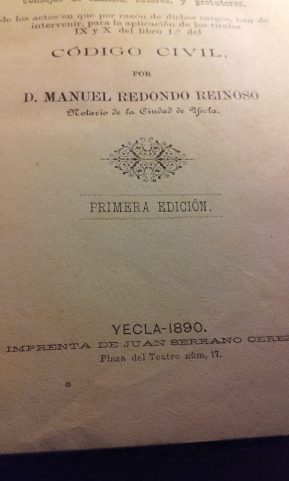 consejos de familia, tutores, y protutores,
de los actos en que por razón de dichos cargos, han de
intervenir, para la aplicación de los títulos
IX y X del libro 1.º del
CÓDIGO CIVIL,
POR
D. MANUEL REDONDO REINOSO
Notario de la Ciudad de Yecla.
PRIMERA EDICIÓN.
YECLA-1890.
IMPRENTA DE JUAN SERRANO CEREZ
Plaza del Teatro núm, 17.